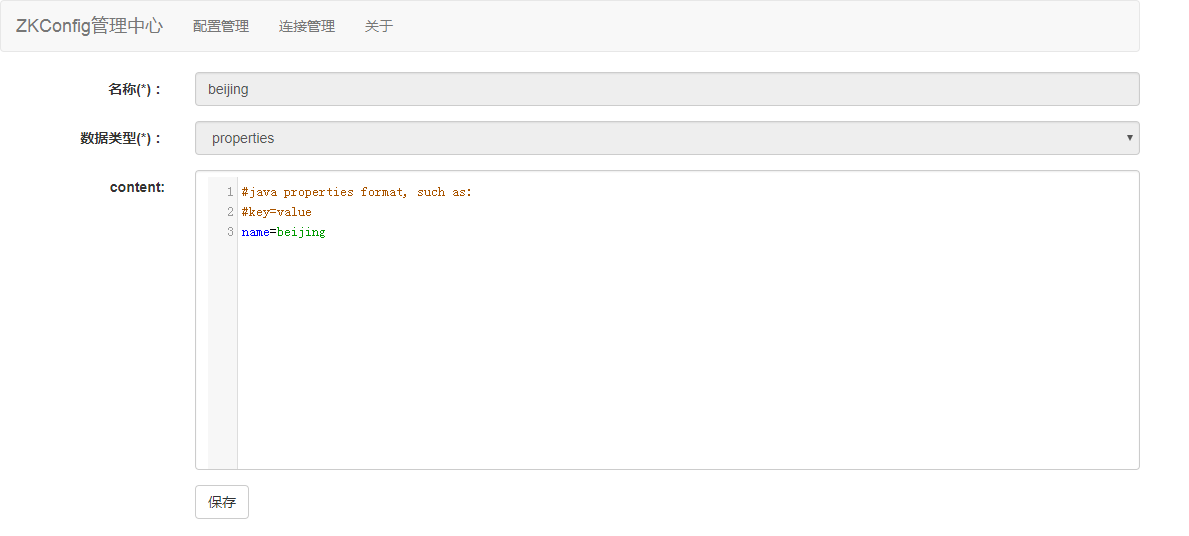 ZKConfig管理中心 配置管理 连接管理 关于
名称(*)： beijing
数据类型(*)： properties
content:
1 #java properties format, such as:
2 #key=value
3 name=beijing
保存